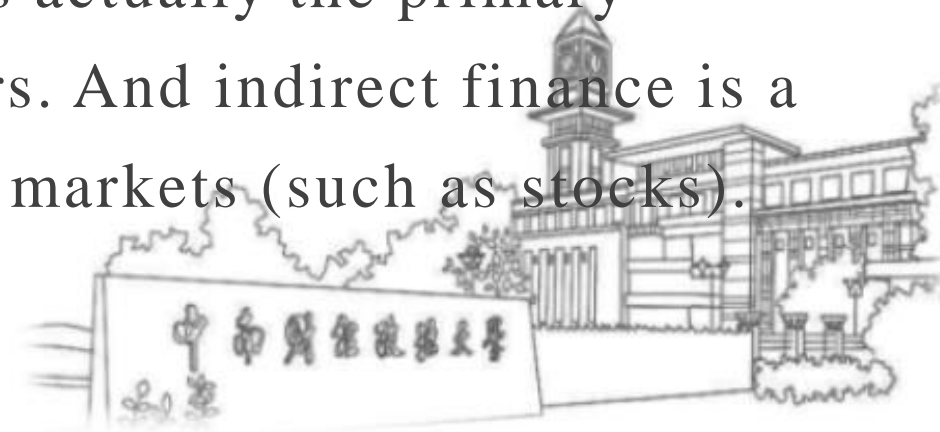 actually the primary
And indirect finance is a
markets (such as stocks).
中南财经政法大学